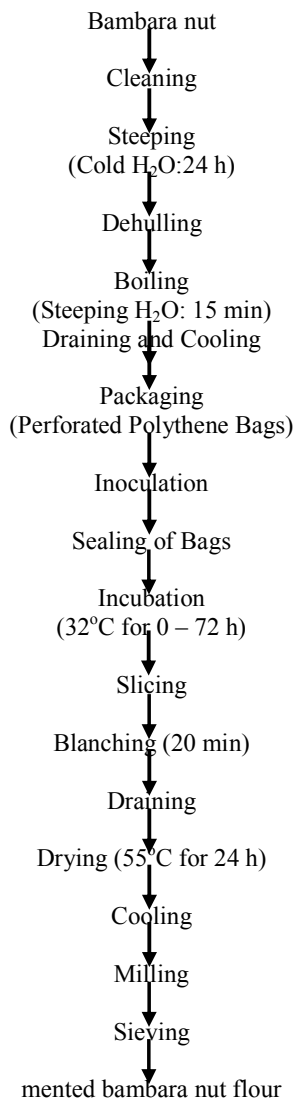 Bambara nut
Cleaning
Steeping
(Cold H₂O:24 h)
Dehulling
Boiling
(Steeping H₂O: 15 min)
Draining and Cooling
Packaging
(Perforated Polythene Bags)
Inoculation
Sealing of Bags
Incubation
(32°C for 0 – 72 h)
Slicing
Blanching (20 min)
Draining
Drying (55°C for 24 h)
Cooling
Milling
Sieving
mented bambara nut flour